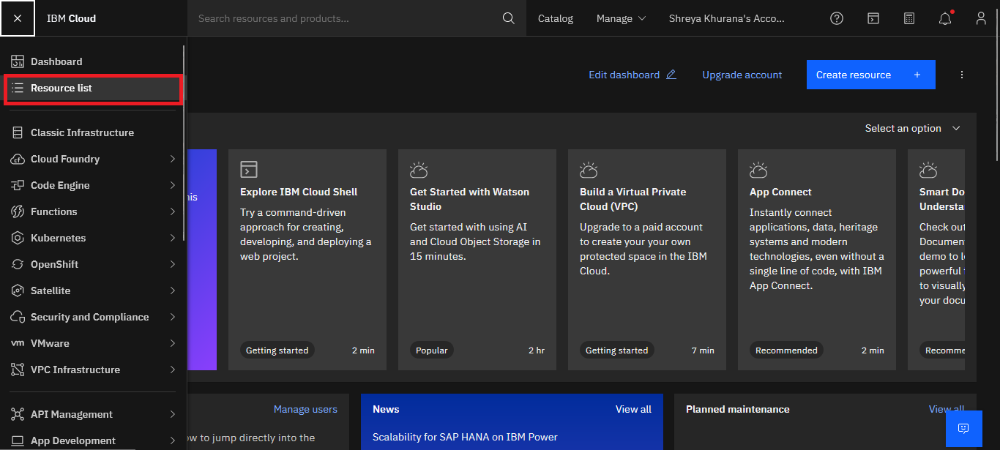 IBM Cloud
Search resources and products...
Catalog
Manage
Shreya Khurana's Acco...
Dashboard
Resource list
Classic Infrastructure
Cloud Foundry
Code Engine
Functions
Kubernetes
OpenShift
Satellite
Security and Compliance
vm VMware
VPC Infrastructure
API Management
App Development
Edit dashboard
Upgrade account
Create resource +
Select an option
Explore IBM Cloud Shell
Try a command-driven
approach for creating,
developing, and deploying a
web project.
Getting started
2 min
Get Started with Watson
Studio
Get started with using AI
and Cloud Object Storage in
15 minutes.
Popular
2 hr
Build a Virtual Private
Cloud (VPC)
Upgrade to a paid account
to create your your own
protected space in the IBM
Cloud.
Getting started
7 min
App Connect
Instantly connect
applications, data, heritage
systems and modern
technologies, even without a
single line of code, with IBM
App Connect.
Recommended
2 min
Smart Do
Understa
Check out
Documen
demo to l
powerful
to visually
your docu
Recomme
Manage users
to jump directly into the
News
View all
Scalability for SAP HANA on IBM Power
Planned maintenance
View all